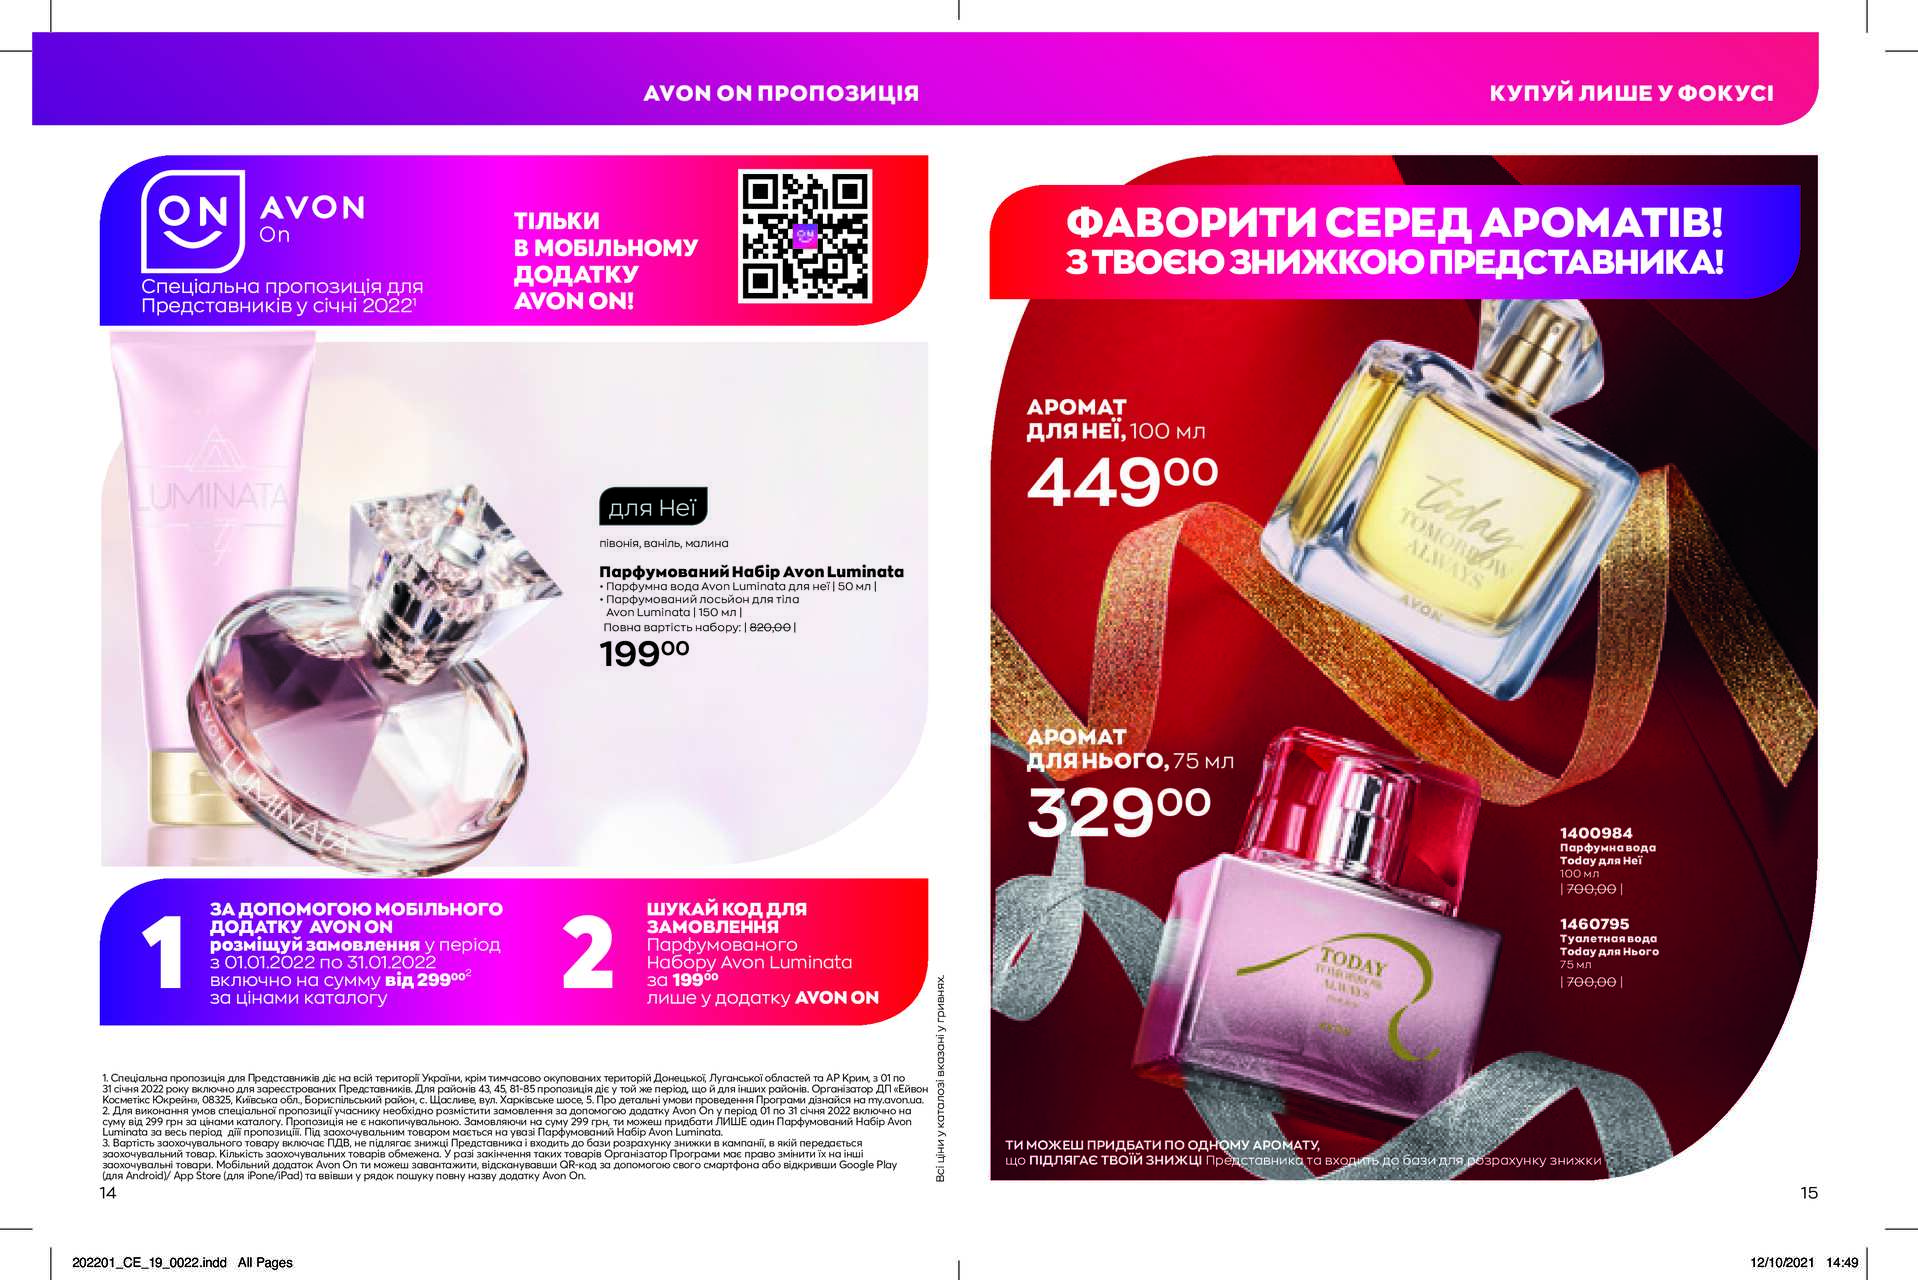 AVON ON ПРОПОЗИЦІЯ
КУПУЙ ЛИШЕ У ФОКУСІ
ON
AVON
On
Спеціальна пропозиція для
Представників у січні 2022¹
ТІЛЬКИ
В МОБІЛЬНОМУ
ДОДАТКУ
AVON ON!
ON
LUMINATA
AVON LUMINATA
для Неї
півонія, ваніль, малина
Парфумований Набір Avon Luminata
• Парфумна вода Avon Luminata для неї | 50 мл |
• Парфумований лосьйон для тіла
Avon Luminata | 150 мл |
Повна вартість набору: | 820,00 |
199⁰⁰
1
ЗА ДОПОМОГОЮ МОБІЛЬНОГО
ДОДАТКУ AVON ON
розміщуй замовлення у період
з 01.01.2022 по 31.01.2022
включно на сумму від 299⁰⁰²
за цінами каталогу
2
ШУКАЙ КОД ДЛЯ
ЗАМОВЛЕННЯ
Парфумованого
Набору Avon Luminata
за 199⁰⁰
лише у додатку AVON ON
1. Спеціальна пропозиція для Представників діє на всій території України, крім тимчасово окупованих територій Донецької, Луганської областей та АР Крим, з 01 по
31 січня 2022 року включно для зареєстрованих Представників. Для районів 43, 45, 81-85 пропозиція діє у той же період, що й для інших районів. Організатор ДП «Ейвон
Косметікс Юкрейн», 08325, Київська обл., Бориспільський район, с. Щасливе, вул. Харківське шосе, 5. Про детальні умови проведення Програми дізнайся на my.avon.ua.
2. Для виконання умов спеціальної пропозиції учаснику необхідно розмістити замовлення за допомогою додатку Avon On у період 01 по 31 січня 2022 включно на
суму від 299 грн за цінами каталогу. Пропозиція не є накопичувальною. Замовляючи на суму 299 грн, ти можеш придбати ЛИШЕ один Парфумований Набір Avon
Luminata за весь період дії пропозиції. Під заохочувальним товаром мається на увазі Парфумований Набір Avon Luminata.
3. Вартість заохочувального товару включає ПДВ, не підлягає знижці Представника і входить до бази розрахунку знижки в кампанії, в якій передається
заохочувальний товар. Кількість заохочувальних товарів обмежена. У разі закінчення таких товарів Організатор Програми має право змінити їх на інші
заохочувальні товари. Мобільний додаток Avon On ти можеш завантажити, відсканувавши QR-код за допомогою свого смартфона або відкривши Google Play
(для Android)/ App Store (для iPone/iPad) та ввівши у рядок пошуку повну назву додатку Avon On.
14
Всі ціни у каталозі вказані у гривнях.
ФАВОРИТИ СЕРЕД АРОМАТІВ!
З ТВОЄЮ ЗНИЖКОЮ ПРЕДСТАВНИКА!
АРОМАТ
ДЛЯ НЕЇ, 100 мл
449⁰⁰
today
TOMORROW
ALWAYS
AVON
АРОМАТ
ДЛЯ НЬОГО, 75 мл
329⁰⁰
TODAY
TOMORROW
ALWAYS
AVON
1400984
Парфумна вода
Today для Неї
100 мл
| 700,00 |
1460795
Туалетна вода
Today для Нього
75 мл
| 700,00 |
ТИ МОЖЕШ ПРИДБАТИ ПО ОДНОМУ АРОМАТУ,
що ПІДЛЯГАЄ ТВОЇЙ ЗНИЖЦІ Представника та входить до бази для розрахунку знижки
15
202201_CE_19_0022.indd All Pages
12/10/2021 14:49